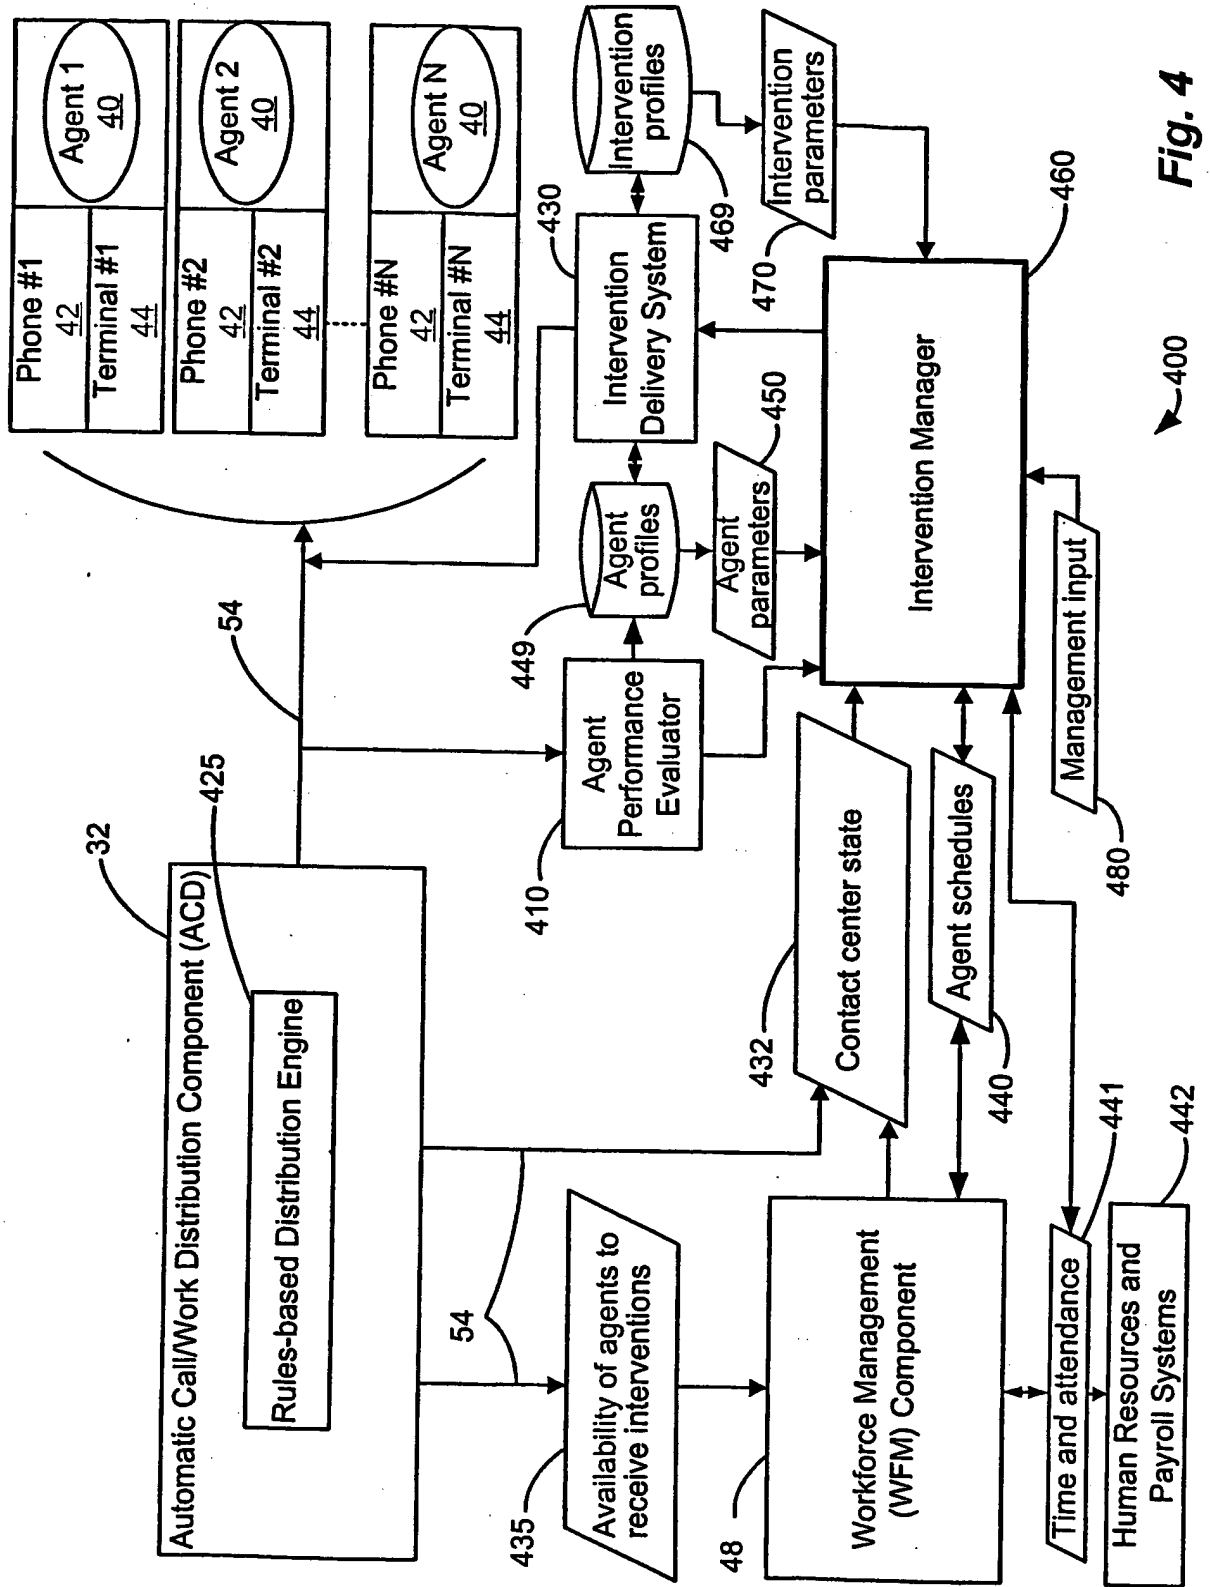 Automatic Call/Work Distribution Component (ACD)
32
Rules-based Distribution Engine
425
54
Phone #1
42
Terminal #1
44
Agent 1
40
Phone #2
42
Terminal #2
44
Agent 2
40
Phone #N
42
Terminal #N
44
Agent N
40
54
435
Availability of agents to
receive interventions
410
Agent
Performance
Evaluator
449
Agent
profiles
430
Intervention
Delivery System
Intervention
profiles
469
Agent
parameters
450
470
Intervention
parameters
48
Workforce Management
(WFM) Component
432
Contact center state
440
Agent schedules
Intervention Manager
460
Time and attendance
441
Human Resources and
Payroll Systems
442
480
Management input
400
Fig. 4